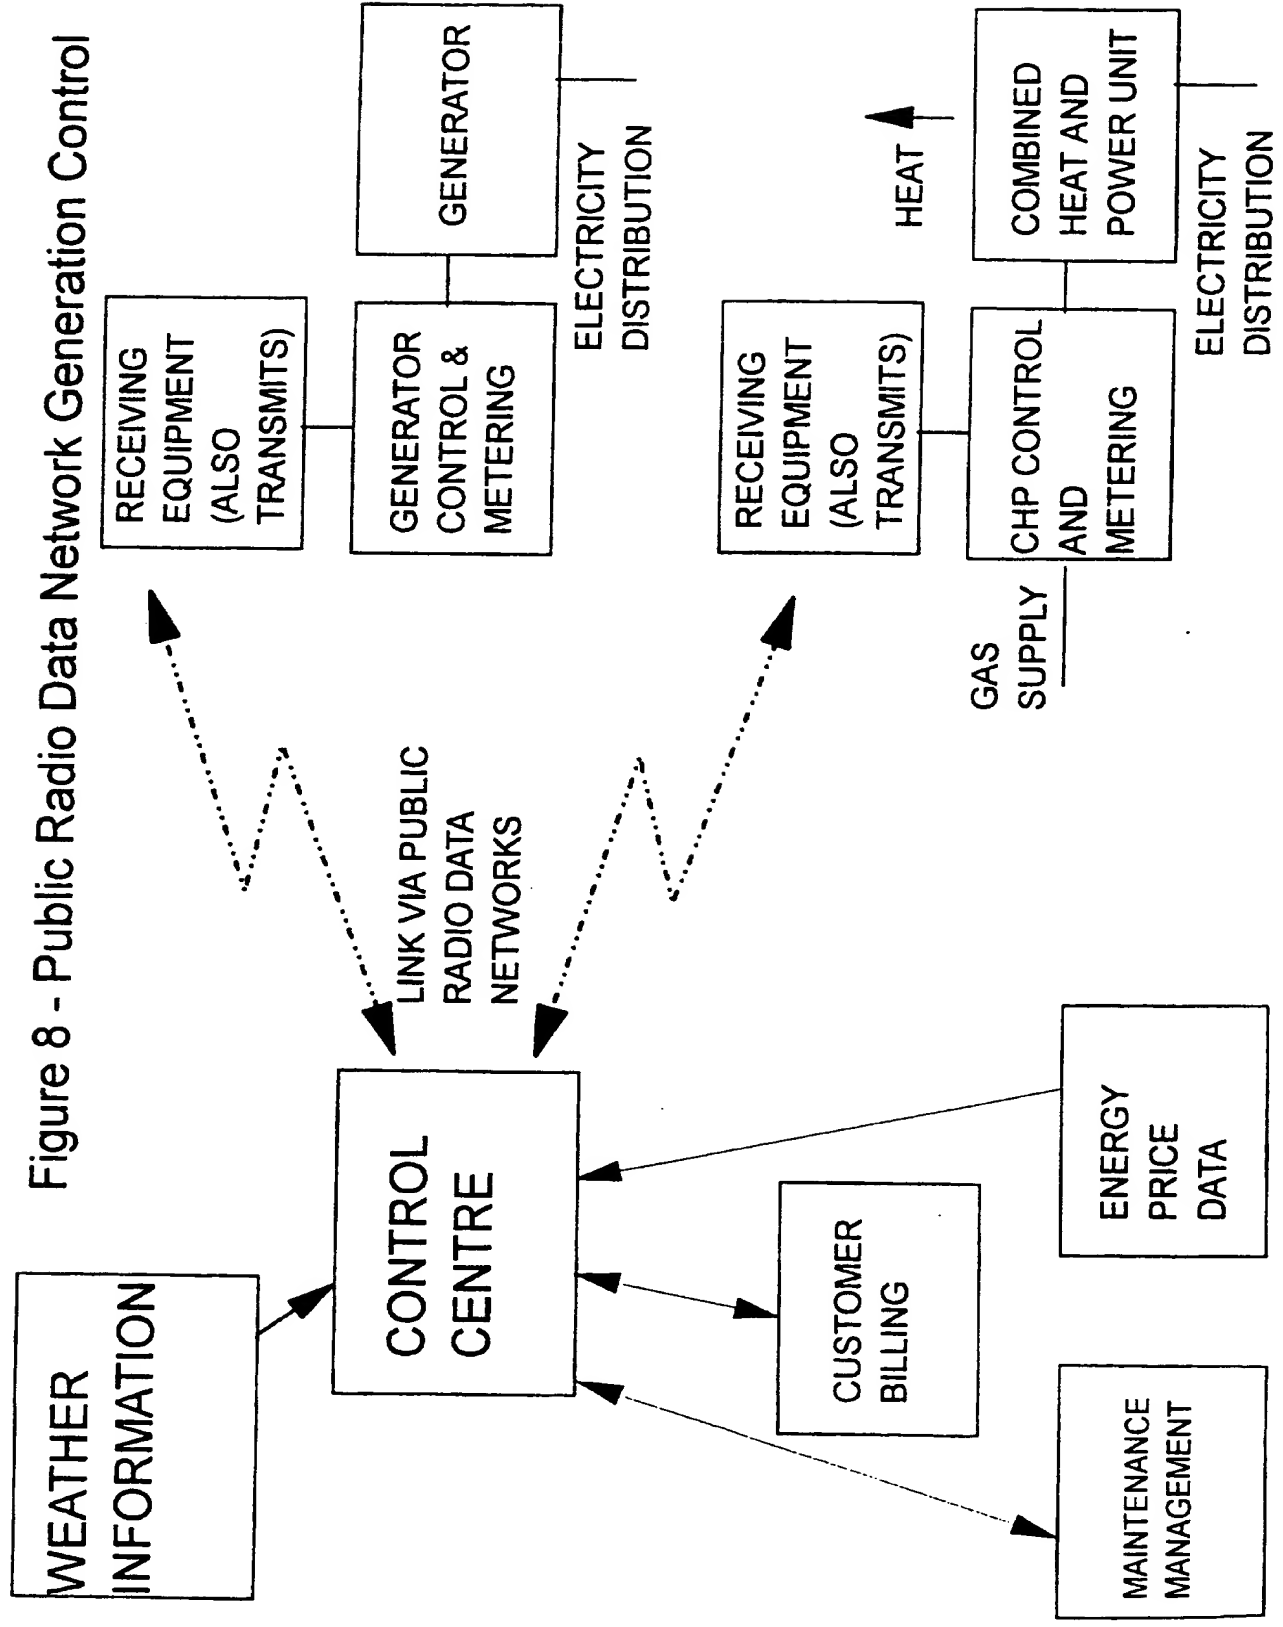 Figure 8 - Public Radio Data Network Generation Control
WEATHER
INFORMATION
CONTROL
CENTRE
LINK VIA PUBLIC
RADIO DATA
NETWORKS
RECEIVING
EQUIPMENT
(ALSO
TRANSMITS)
GENERATOR
CONTROL &
METERING
GENERATOR
ELECTRICITY
DISTRIBUTION
RECEIVING
EQUIPMENT
(ALSO
TRANSMITS)
HEAT
GAS
SUPPLY
CHP CONTROL
AND
METERING
COMBINED
HEAT AND
POWER UNIT
ELECTRICITY
DISTRIBUTION
CUSTOMER
BILLING
MAINTENANCE
MANAGEMENT
ENERGY
PRICE
DATA